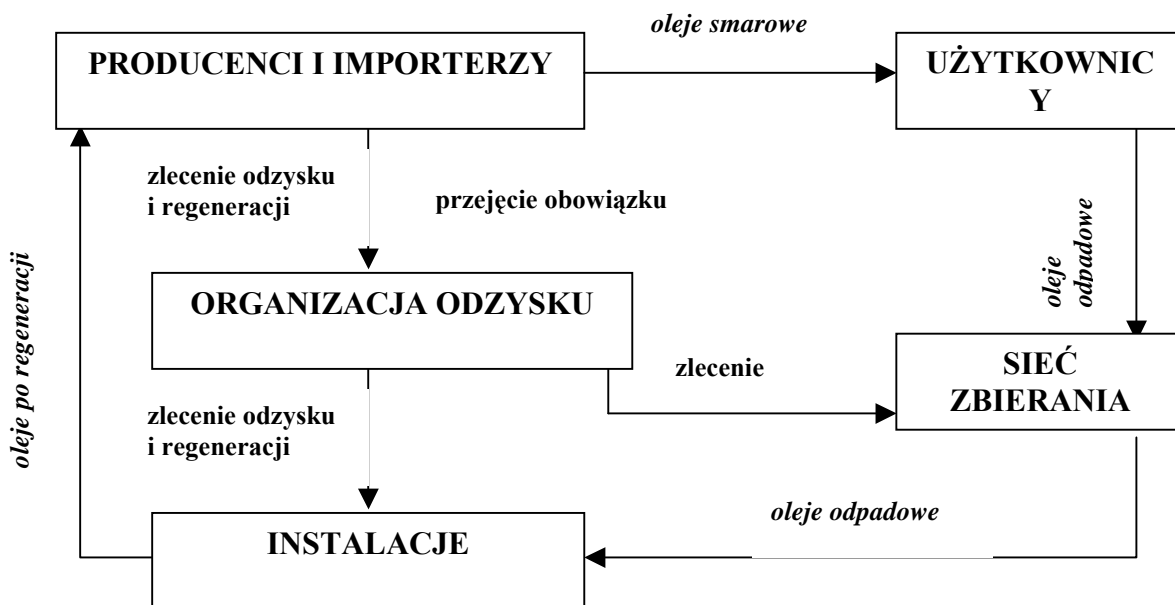 oleje smarowe
PRODUCENCI I IMPORTERZY
UŻYTKOWNIC
Y
zlecenie odzysku
i regeneracji
przejęcie obowiązku
oleje po regeneracji
oleje
odpadowe
ORGANIZACJA ODZYSKU
zlecenie
SIEĆ
ZBIERANIA
zlecenie odzysku
i regeneracji
oleje odpadowe
INSTALACJE